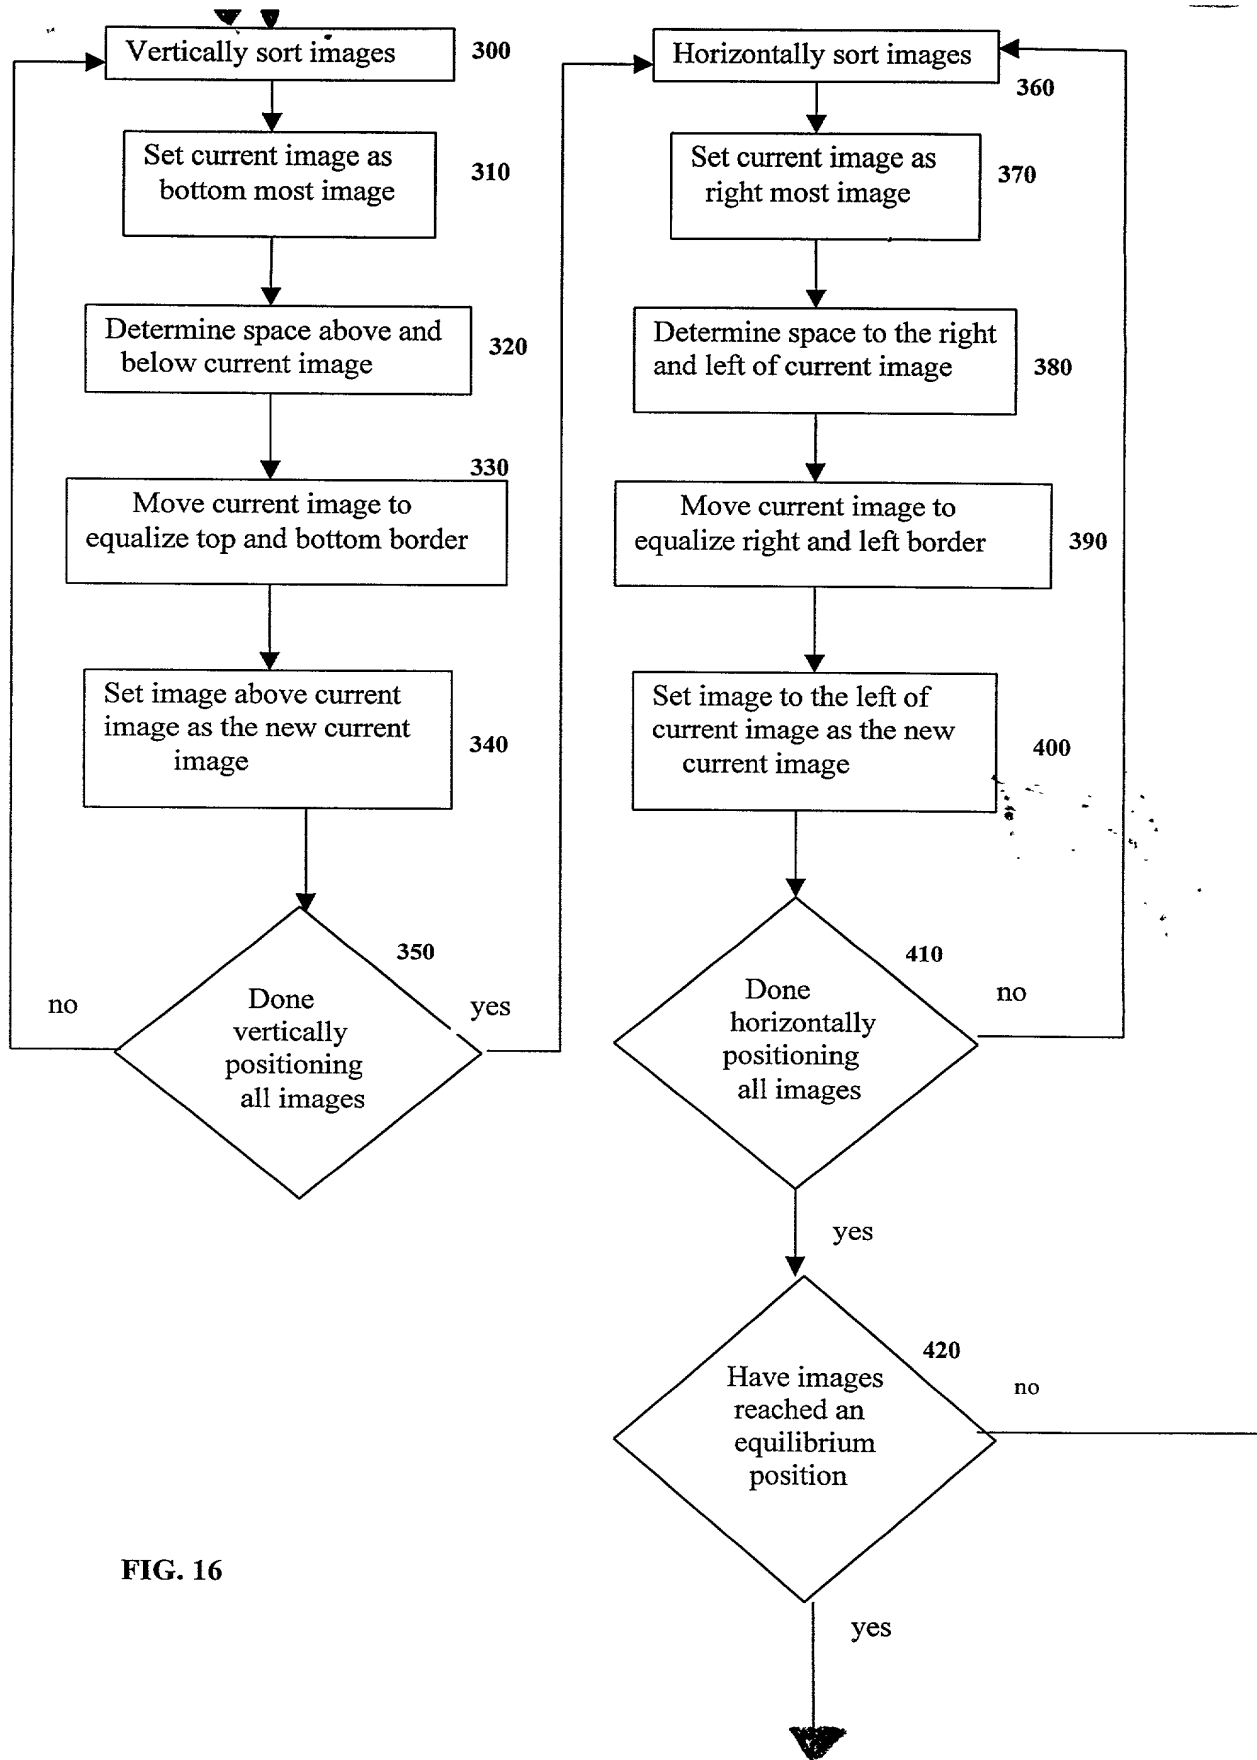 Vertically sort images
300
Set current image as
bottom most image
310
Determine space above and
below current image
320
330
Move current image to
equalize top and bottom border
Set image above current
image as the new current
image
340
350
Done
vertically
positioning
all images
no
yes
Horizontally sort images
360
Set current image as
right most image
370
Determine space to the right
and left of current image
380
Move current image to
equalize right and left border
390
Set image to the left of
current image as the new
current image
400
410
Done
horizontally
positioning
all images
no
yes
420
Have images
reached an
equilibrium
position
no
yes
FIG. 16